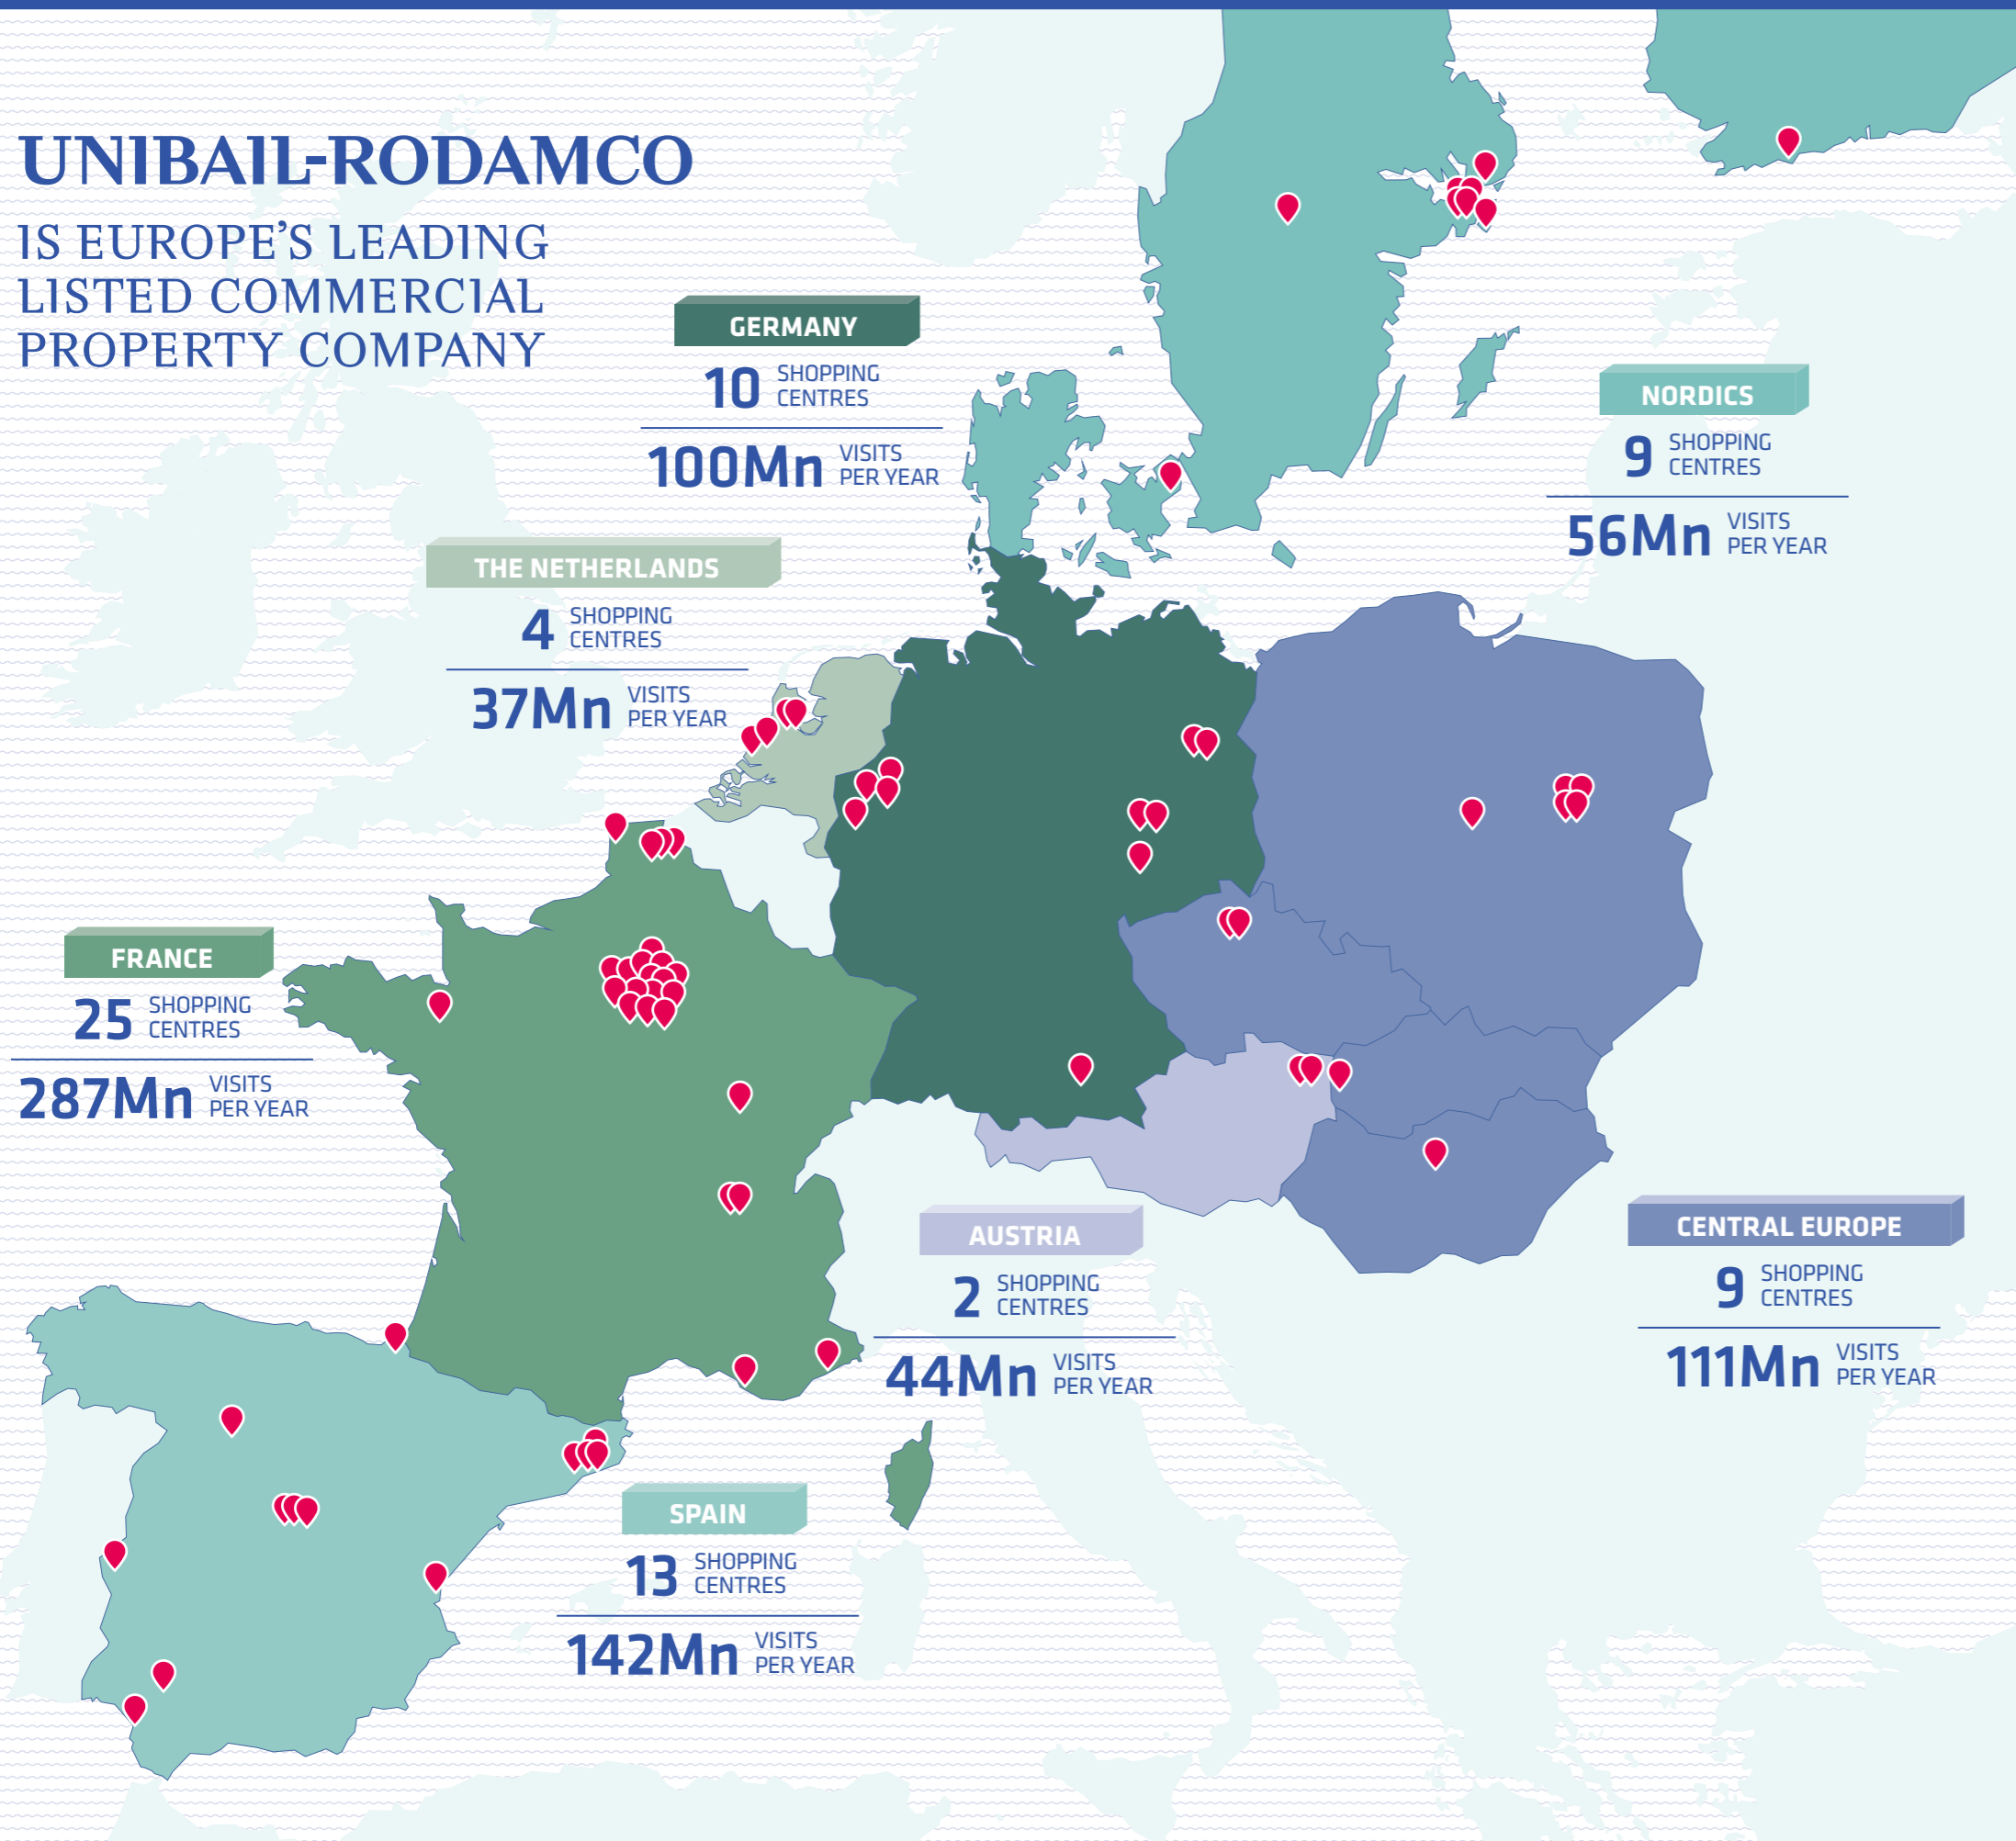 UNIBAIL-RODAMCO
IS EUROPE'S LEADING
LISTED COMMERCIAL
PROPERTY COMPANY
GERMANY
10 SHOPPING
CENTRES
100Mn VISITS
PER YEAR
NORDICS
9 SHOPPING
CENTRES
56Mn VISITS
PER YEAR
THE NETHERLANDS
4 SHOPPING
CENTRES
37Mn VISITS
PER YEAR
FRANCE
25 SHOPPING
CENTRES
287Mn VISITS
PER YEAR
AUSTRIA
2 SHOPPING
CENTRES
44Mn VISITS
PER YEAR
CENTRAL EUROPE
9 SHOPPING
CENTRES
111Mn VISITS
PER YEAR
SPAIN
13 SHOPPING
CENTRES
142Mn VISITS
PER YEAR